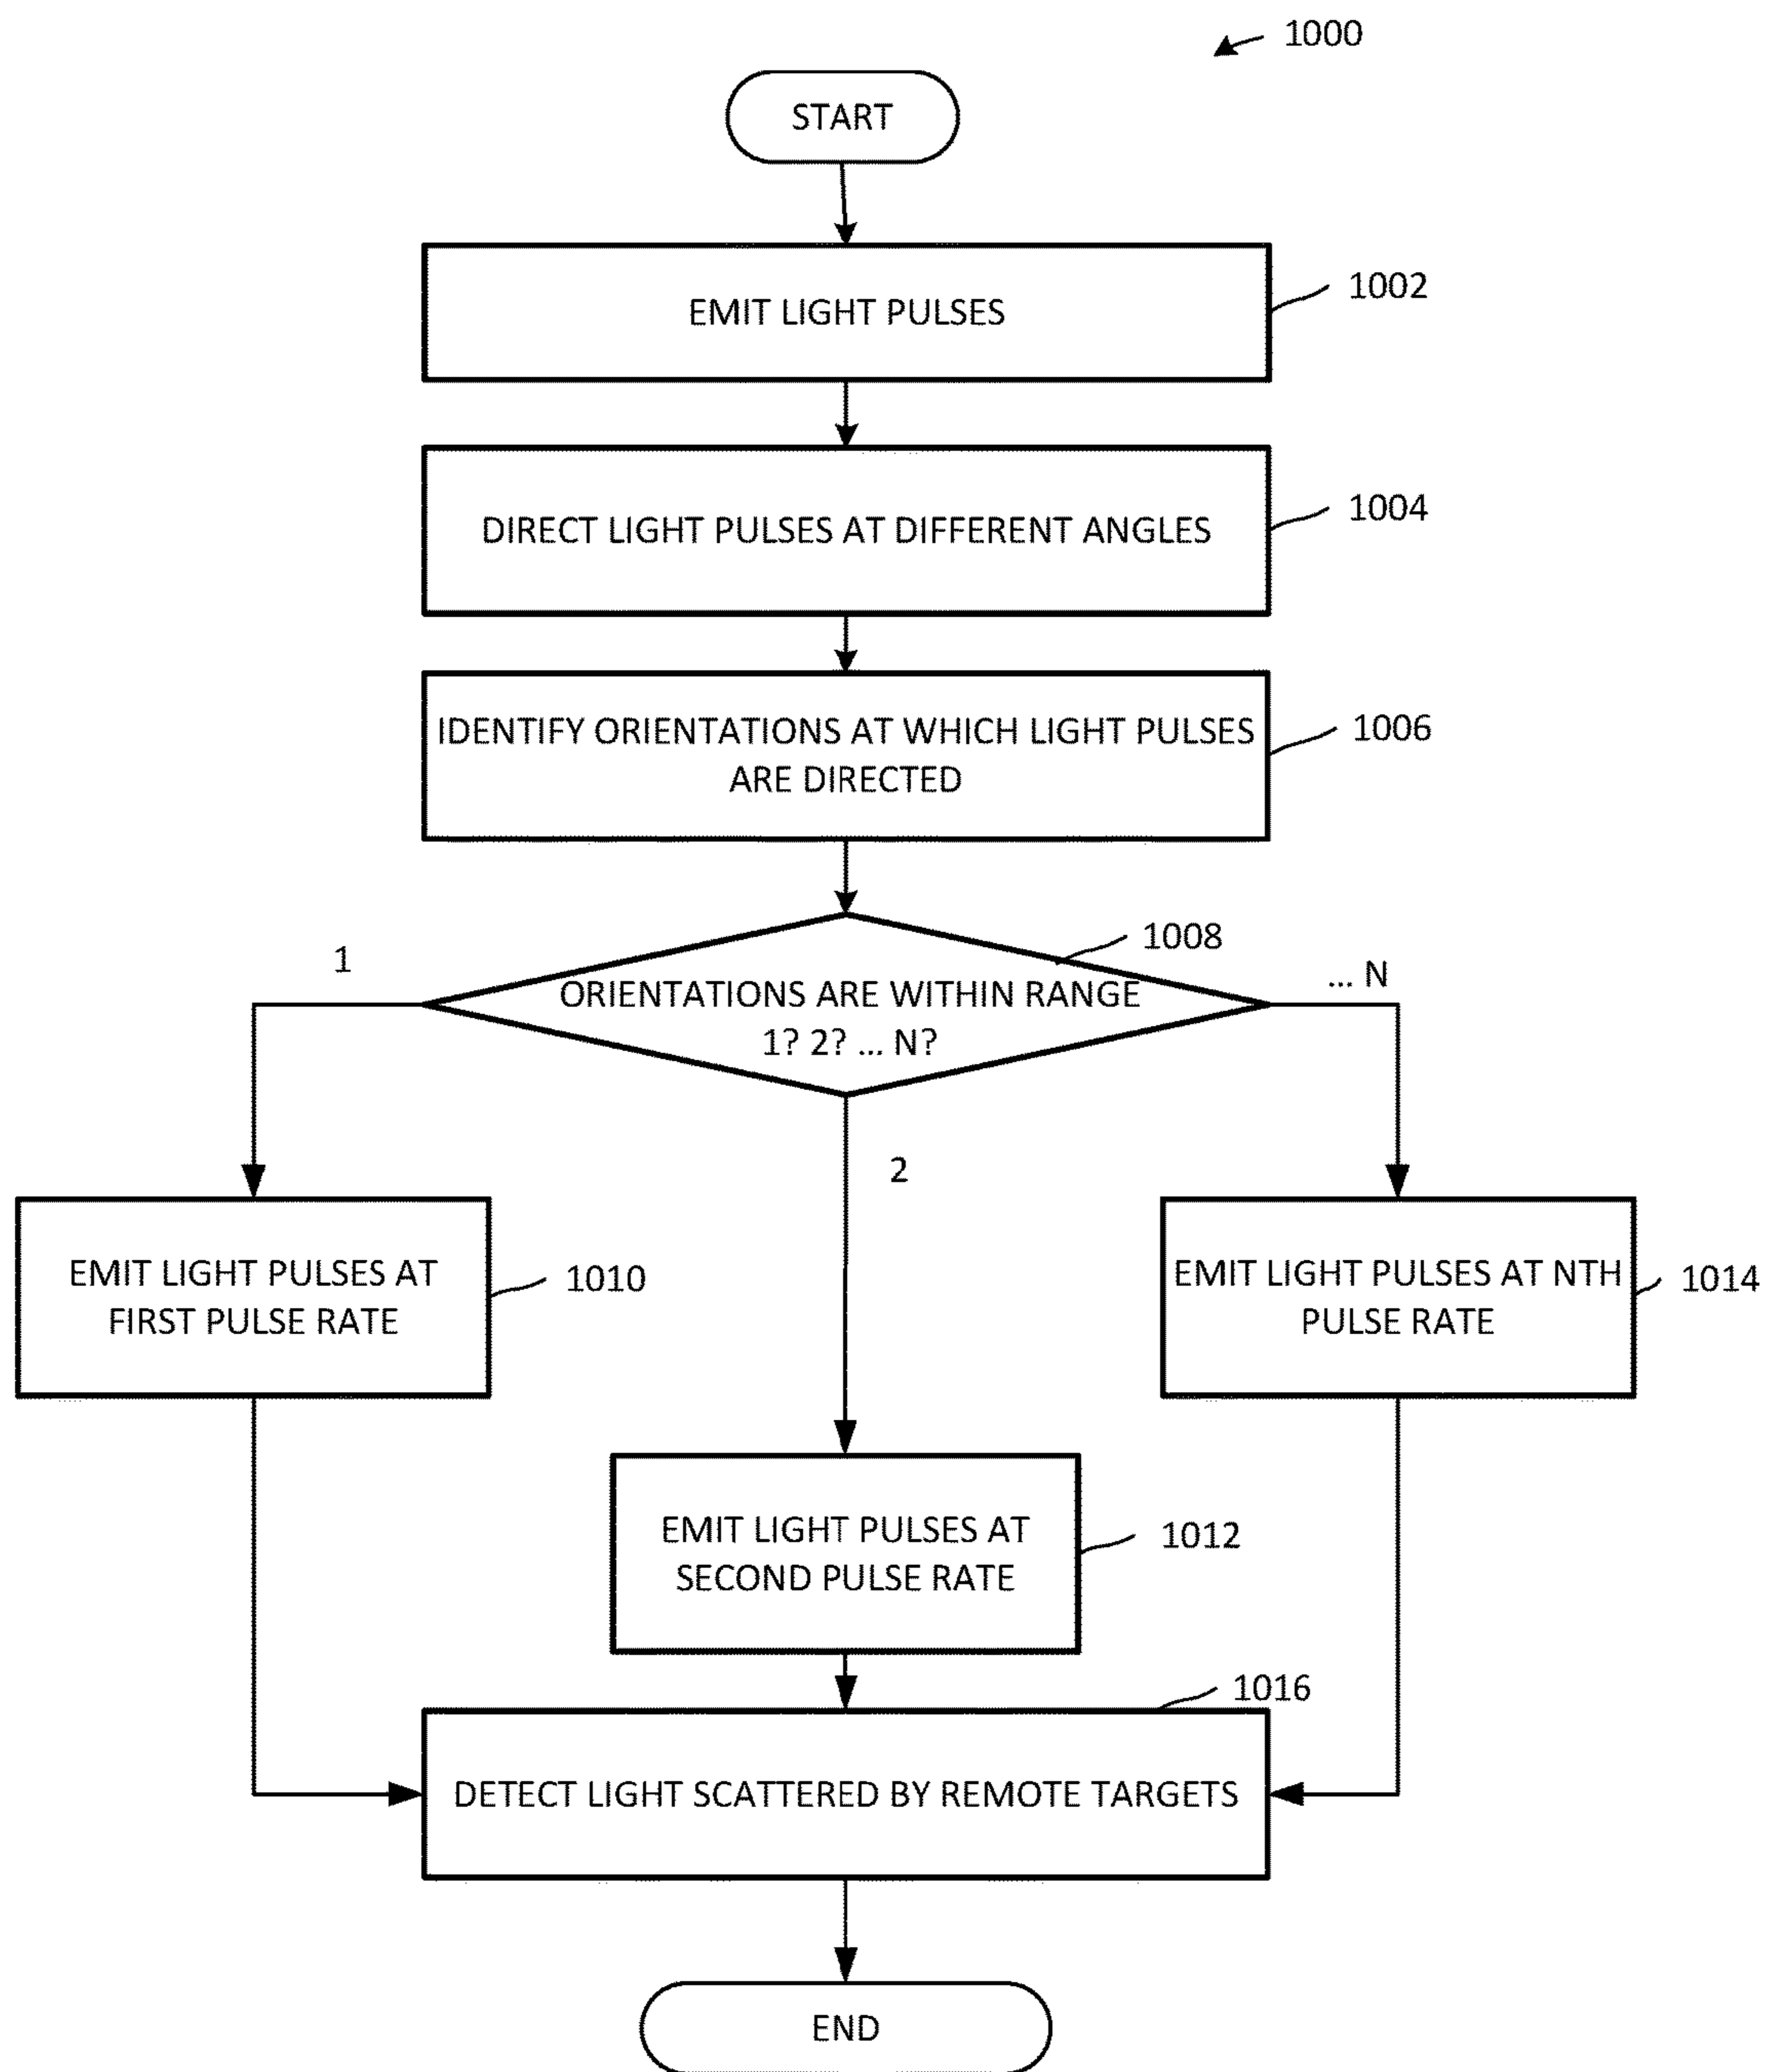 1000
START
EMIT LIGHT PULSES
1002
DIRECT LIGHT PULSES AT DIFFERENT ANGLES
1004
IDENTIFY ORIENTATIONS AT WHICH LIGHT PULSES
ARE DIRECTED
1006
1008
1
ORIENTATIONS ARE WITHIN RANGE
1? 2? ... N?
... N
2
EMIT LIGHT PULSES AT
FIRST PULSE RATE
1010
EMIT LIGHT PULSES AT NTH
PULSE RATE
1014
EMIT LIGHT PULSES AT
SECOND PULSE RATE
1012
1016
DETECT LIGHT SCATTERED BY REMOTE TARGETS
END